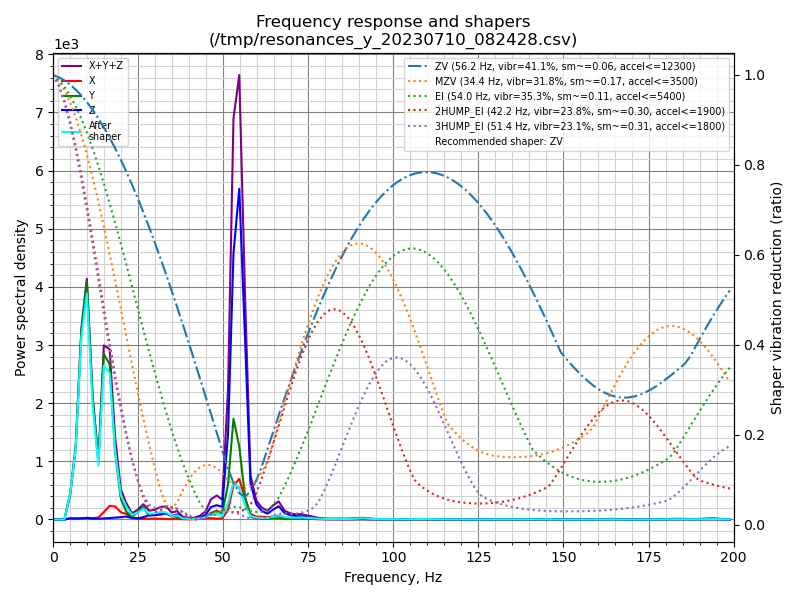 Frequency response and shapers
(/tmp/resonances_y_20230710_082428.csv)
1e3
X+Y+Z
X
Y
Z
After
shaper
ZV (56.2 Hz, vibr=41.1%, sm~=0.06, accel<=12300)
MZV (34.4 Hz, vibr=31.8%, sm~=0.17, accel<=3500)
EI (54.0 Hz, vibr=35.3%, sm~=0.11, accel<=5400)
2HUMP_EI (42.2 Hz, vibr=23.8%, sm~=0.30, accel<=1900)
3HUMP_EI (51.4 Hz, vibr=23.1%, sm~=0.31, accel<=1800)
Recommended shaper: ZV
8
7
6
5
4
3
2
1
0
Power spectral density
1.0
0.8
0.6
0.4
0.2
0.0
Shaper vibration reduction (ratio)
0 25 50 75 100 125 150 175 200
Frequency, Hz